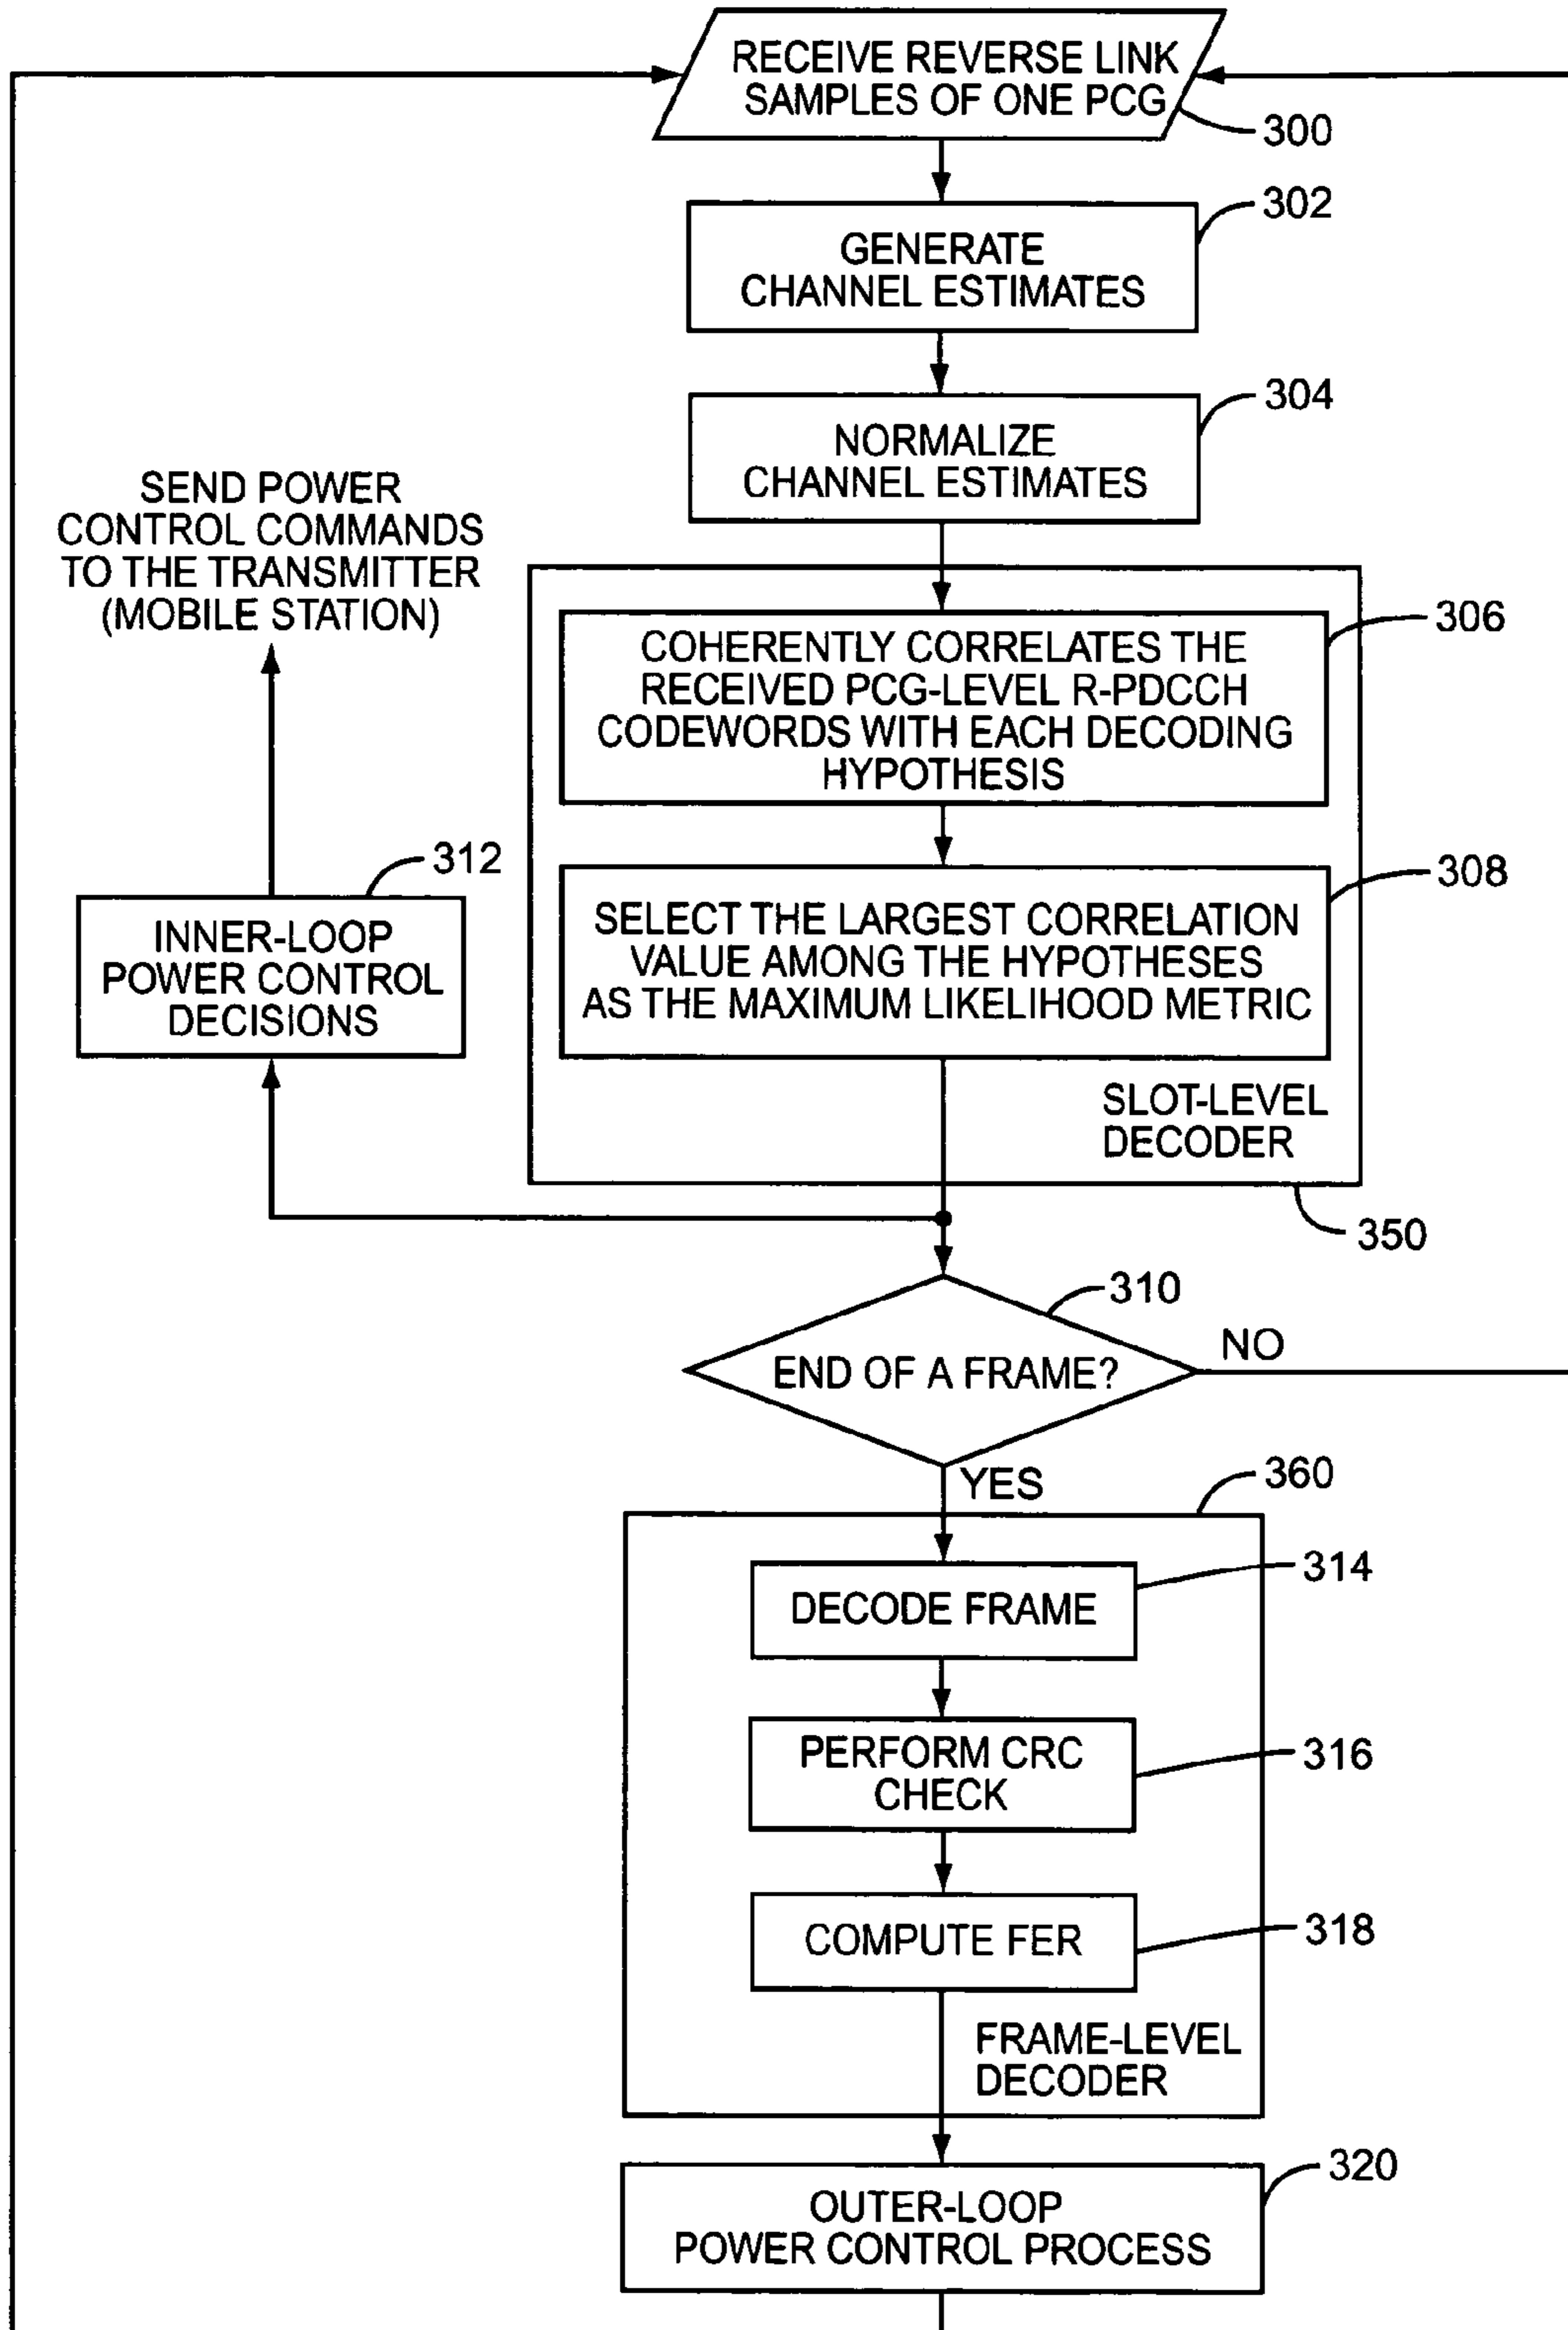 RECEIVE REVERSE LINK
SAMPLES OF ONE PCG
300
302
GENERATE
CHANNEL ESTIMATES
304
NORMALIZE
CHANNEL ESTIMATES
SEND POWER
CONTROL COMMANDS
TO THE TRANSMITTER
(MOBILE STATION)
306
COHERENTLY CORRELATES THE
RECEIVED PCG-LEVEL R-PDCCH
CODEWORDS WITH EACH DECODING
HYPOTHESIS
312
INNER-LOOP
POWER CONTROL
DECISIONS
308
SELECT THE LARGEST CORRELATION
VALUE AMONG THE HYPOTHESES
AS THE MAXIMUM LIKELIHOOD METRIC
SLOT-LEVEL
DECODER
350
310
END OF A FRAME?
NO
YES
360
314
DECODE FRAME
PERFORM CRC
CHECK
316
COMPUTE FER
318
FRAME-LEVEL
DECODER
320
OUTER-LOOP
POWER CONTROL PROCESS